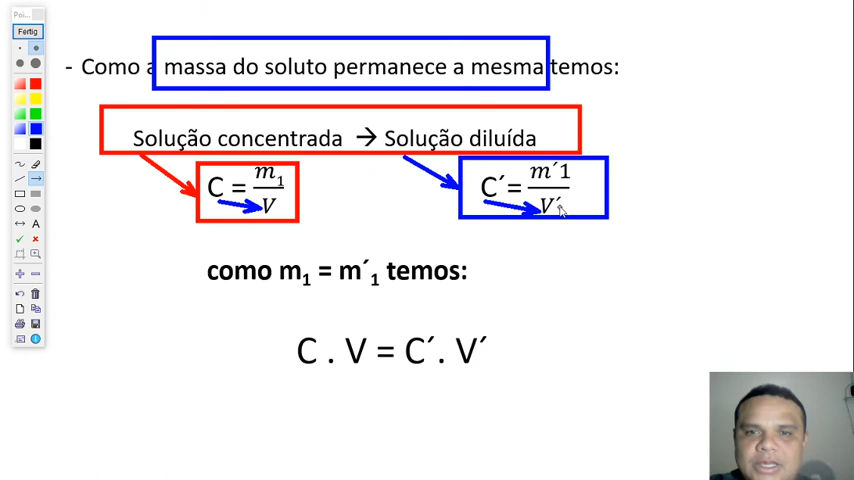 Poi...
Fertig
- Como a massa do soluto permanece a mesma temos:
Solução concentrada → Solução diluída
C = m₁/V
C´= m´1/V´
como m₁ = m´₁ temos:
C . V = C´. V´
A